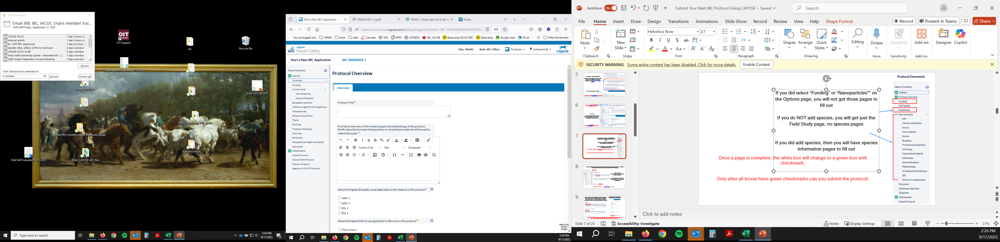 15 Reminder(s)
Email IRB, IBC, IACUC chairs member trai...
10:00 AM Friday, September 12, 2025
CAYUSE IACUC 1 day 3 hours o...
internal grants 1 day 4 hours o...
Ke - NSF ERI submission 1 day 23 hours ...
Update URG, URDA, UCPG for next year 2 days overdue
CAYUSE IACUC & IBC 5 days overdue
Texas A&M University System - International - C... 7 days overdue
Staff Senate September General Meeting 7 days overdue
Dismiss
Click Snooze to be reminded in:
5 minutes
Snooze
Dismiss All
OIT Support
ibc
Recycle Bin
IP address for WebFocus, 11.8.2024
iacuc
images for flyers
irb
Kidd, CAYUSE UAT
ORSP misc
FAMIS Reports for URC grants
MAESTRO monthly report Marta and Sanaa
Export controls
Kidd Self Evaluation 9.16.2025
Kidd, CAYUSE UAT_files
Type here to search
2:26 PM
9/17/2025
3
Start a New IBC Application
TAMUS SSO : Logoff
TAMIU :: Single Sign-On to all yo
Roster
https://tamiur4.uat.cayuse.com/esOpenPage.wc?400620~IBC-00000028%20%20%20%2
80%
You are logged out.
TAMIU
tools
stats
Cascade
SSO
SPIN
LISTSERV
IBC risk DB
Basecamp IACUC/IBC
Basecamp
Google class
Pivot
Other Bookmarks
cayuse
Hazard Safety
Site: TAMIU
Role: IBC Office
Products
Celeste Kidd
cayuse
Start a New IBC Application
IBC-00000028 1
Table of Contents
Options
Overview
Funding
Nucleic Acids
NIH Guidelines
Vectors/Plasmids
Biological Materials
Infectious Agents/Microorganisms
Nanoparticles
Whole Animal Work
Plants
Facilities
Transport/Shipping
Dual Use
Personnel
Occupational Health and Safety
Assurance
Attachments
Submit Protocol
Cancel Draft Protocol
Preview Protocol
Agents on IACUC Protocols
Protocol Overview
Overview
Protocol Title *
Provide an overview of the research goals and methodology of the protocol.
Briefly describe how each biohazardous or recombinant material will be used to
meet these goals. *
System Font
10pt
Paragraph
Select the highest Biosafety Level applicable to the research in this protocol *
ABSL 1
ABSL 2
BSL 1
BSL 2
Select the highest Risk Group applicable to the work in this protocol *
Risk Group 1
Resource
Center
badge
2:26 PM
9/17/2025
AutoSave
On
Submit Your Next IBC Protocol Using CAYUSE • Saved
Search
File
Home
Insert
Draw
Design
Transitions
Animations
Slide Show
Record
Review
View
Help
Shape Format
Record
Present in Teams
Share
Paste
Clipboard
New
Slide
Slides
Helvetica Now
27
Font
Paragraph
Shapes
Arrange
Quick
Styles
Drawing
Editing
Dictate
Voice
Sensitivity
Sensitivity
Add-ins
Add-ins
Designer
Copilot
SECURITY WARNING
Some active content has been disabled. Click for more details.
Enable Content
5
6
7
8
9
If you did select “Funding” or “Nanoparticles”” on
the Options page, you will not get those pages to
fill out
If you do NOT add species, you will get just the
Field Study page, no species pages
If you did add species, then you will have species
information pages to fill out
Once a page is complete, the white box will change to a green box with
checkmark.
Only after all boxes have green checkmarks can you submit the protocol.
Protocol Document
Table of Contents
Options
Protocol Overview
Funding
Use Type(s)
Field Study
Mus musculus
Info
Choice Justification
Source
Use Locations
Strains
Breeding
Procedures/Exceptions
Vet Drugs
Experimental Agents
Euthanasia
Animal Numbers
Methodology
Unrelieved Pain/Distress
3Rs
Adverse Consequences
Personnel
Databases Searched
Endpoints
Attachments
Submit Protocol
Click to add notes
Slide 7 of 20
Accessibility: Investigate
Notes
Display Settings
37%
2:26 PM
9/17/2025